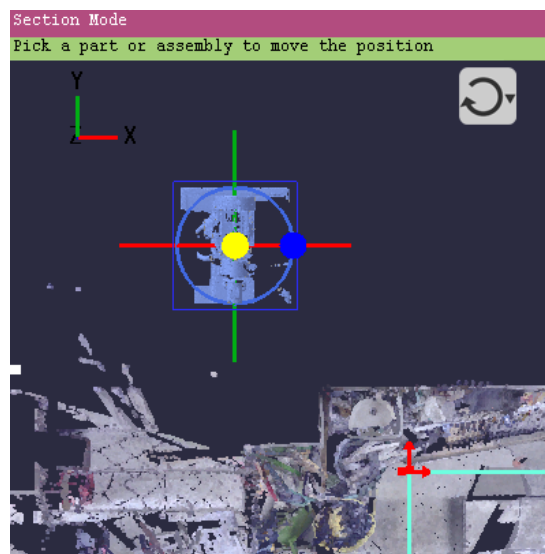 Section Mode
Pick a part or assembly to move the position
Y
Z
X